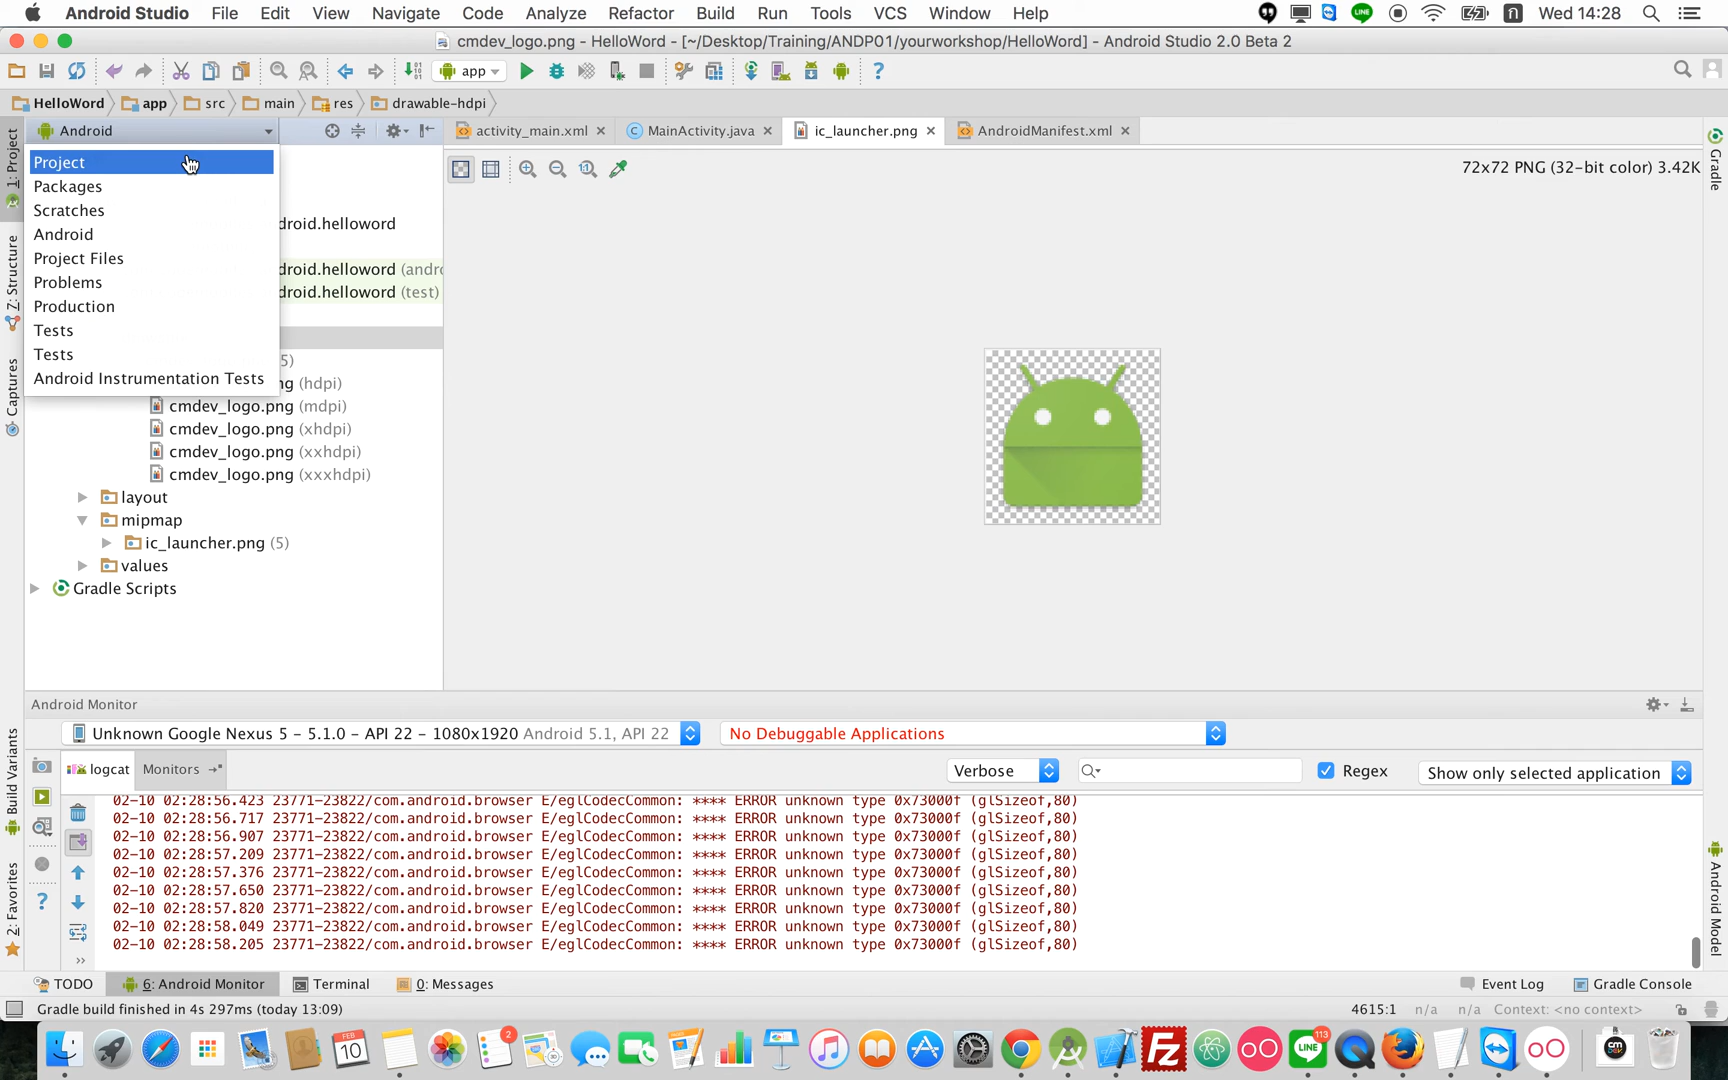 Android Studio File Edit View Navigate Code Analyze Refactor Build Run Tools VCS Window Help Wed 14:28
cmdev_logo.png - HelloWord - [~/Desktop/Training/ANDP01/yourworkshop/HelloWord] - Android Studio 2.0 Beta 2
app
HelloWord app src main res drawable-hdpi
Android
activity_main.xml MainActivity.java ic_launcher.png AndroidManifest.xml
72x72 PNG (32-bit color) 3.42K
1: Project
Z: Structure
Captures
Build Variants
2: Favorites
Gradle
Android Model
Project
Packages
Scratches
Android
Project Files
Problems
Production
Tests
Tests
Android Instrumentation Tests
droid.helloword
droid.helloword (andro
droid.helloword (test)
5)
ng (hdpi)
cmdev_logo.png (mdpi)
cmdev_logo.png (xhdpi)
cmdev_logo.png (xxhdpi)
cmdev_logo.png (xxxhdpi)
layout
mipmap
ic_launcher.png (5)
values
Gradle Scripts
Android Monitor
Unknown Google Nexus 5 – 5.1.0 – API 22 – 1080x1920 Android 5.1, API 22 No Debuggable Applications
logcat Monitors Verbose Regex Show only selected application
02-10 02:28:56.423 23771-23822/com.android.browser E/eglCodecCommon: **** ERROR unknown type 0x73000f (glSizeof,80)
02-10 02:28:56.717 23771-23822/com.android.browser E/eglCodecCommon: **** ERROR unknown type 0x73000f (glSizeof,80)
02-10 02:28:56.907 23771-23822/com.android.browser E/eglCodecCommon: **** ERROR unknown type 0x73000f (glSizeof,80)
02-10 02:28:57.209 23771-23822/com.android.browser E/eglCodecCommon: **** ERROR unknown type 0x73000f (glSizeof,80)
02-10 02:28:57.376 23771-23822/com.android.browser E/eglCodecCommon: **** ERROR unknown type 0x73000f (glSizeof,80)
02-10 02:28:57.650 23771-23822/com.android.browser E/eglCodecCommon: **** ERROR unknown type 0x73000f (glSizeof,80)
02-10 02:28:57.820 23771-23822/com.android.browser E/eglCodecCommon: **** ERROR unknown type 0x73000f (glSizeof,80)
02-10 02:28:58.049 23771-23822/com.android.browser E/eglCodecCommon: **** ERROR unknown type 0x73000f (glSizeof,80)
02-10 02:28:58.205 23771-23822/com.android.browser E/eglCodecCommon: **** ERROR unknown type 0x73000f (glSizeof,80)
TODO 6: Android Monitor Terminal 0: Messages Event Log Gradle Console
Gradle build finished in 4s 297ms (today 13:09) 4615:1 n/a n/a Context: <no context>
FEB 10 2 113